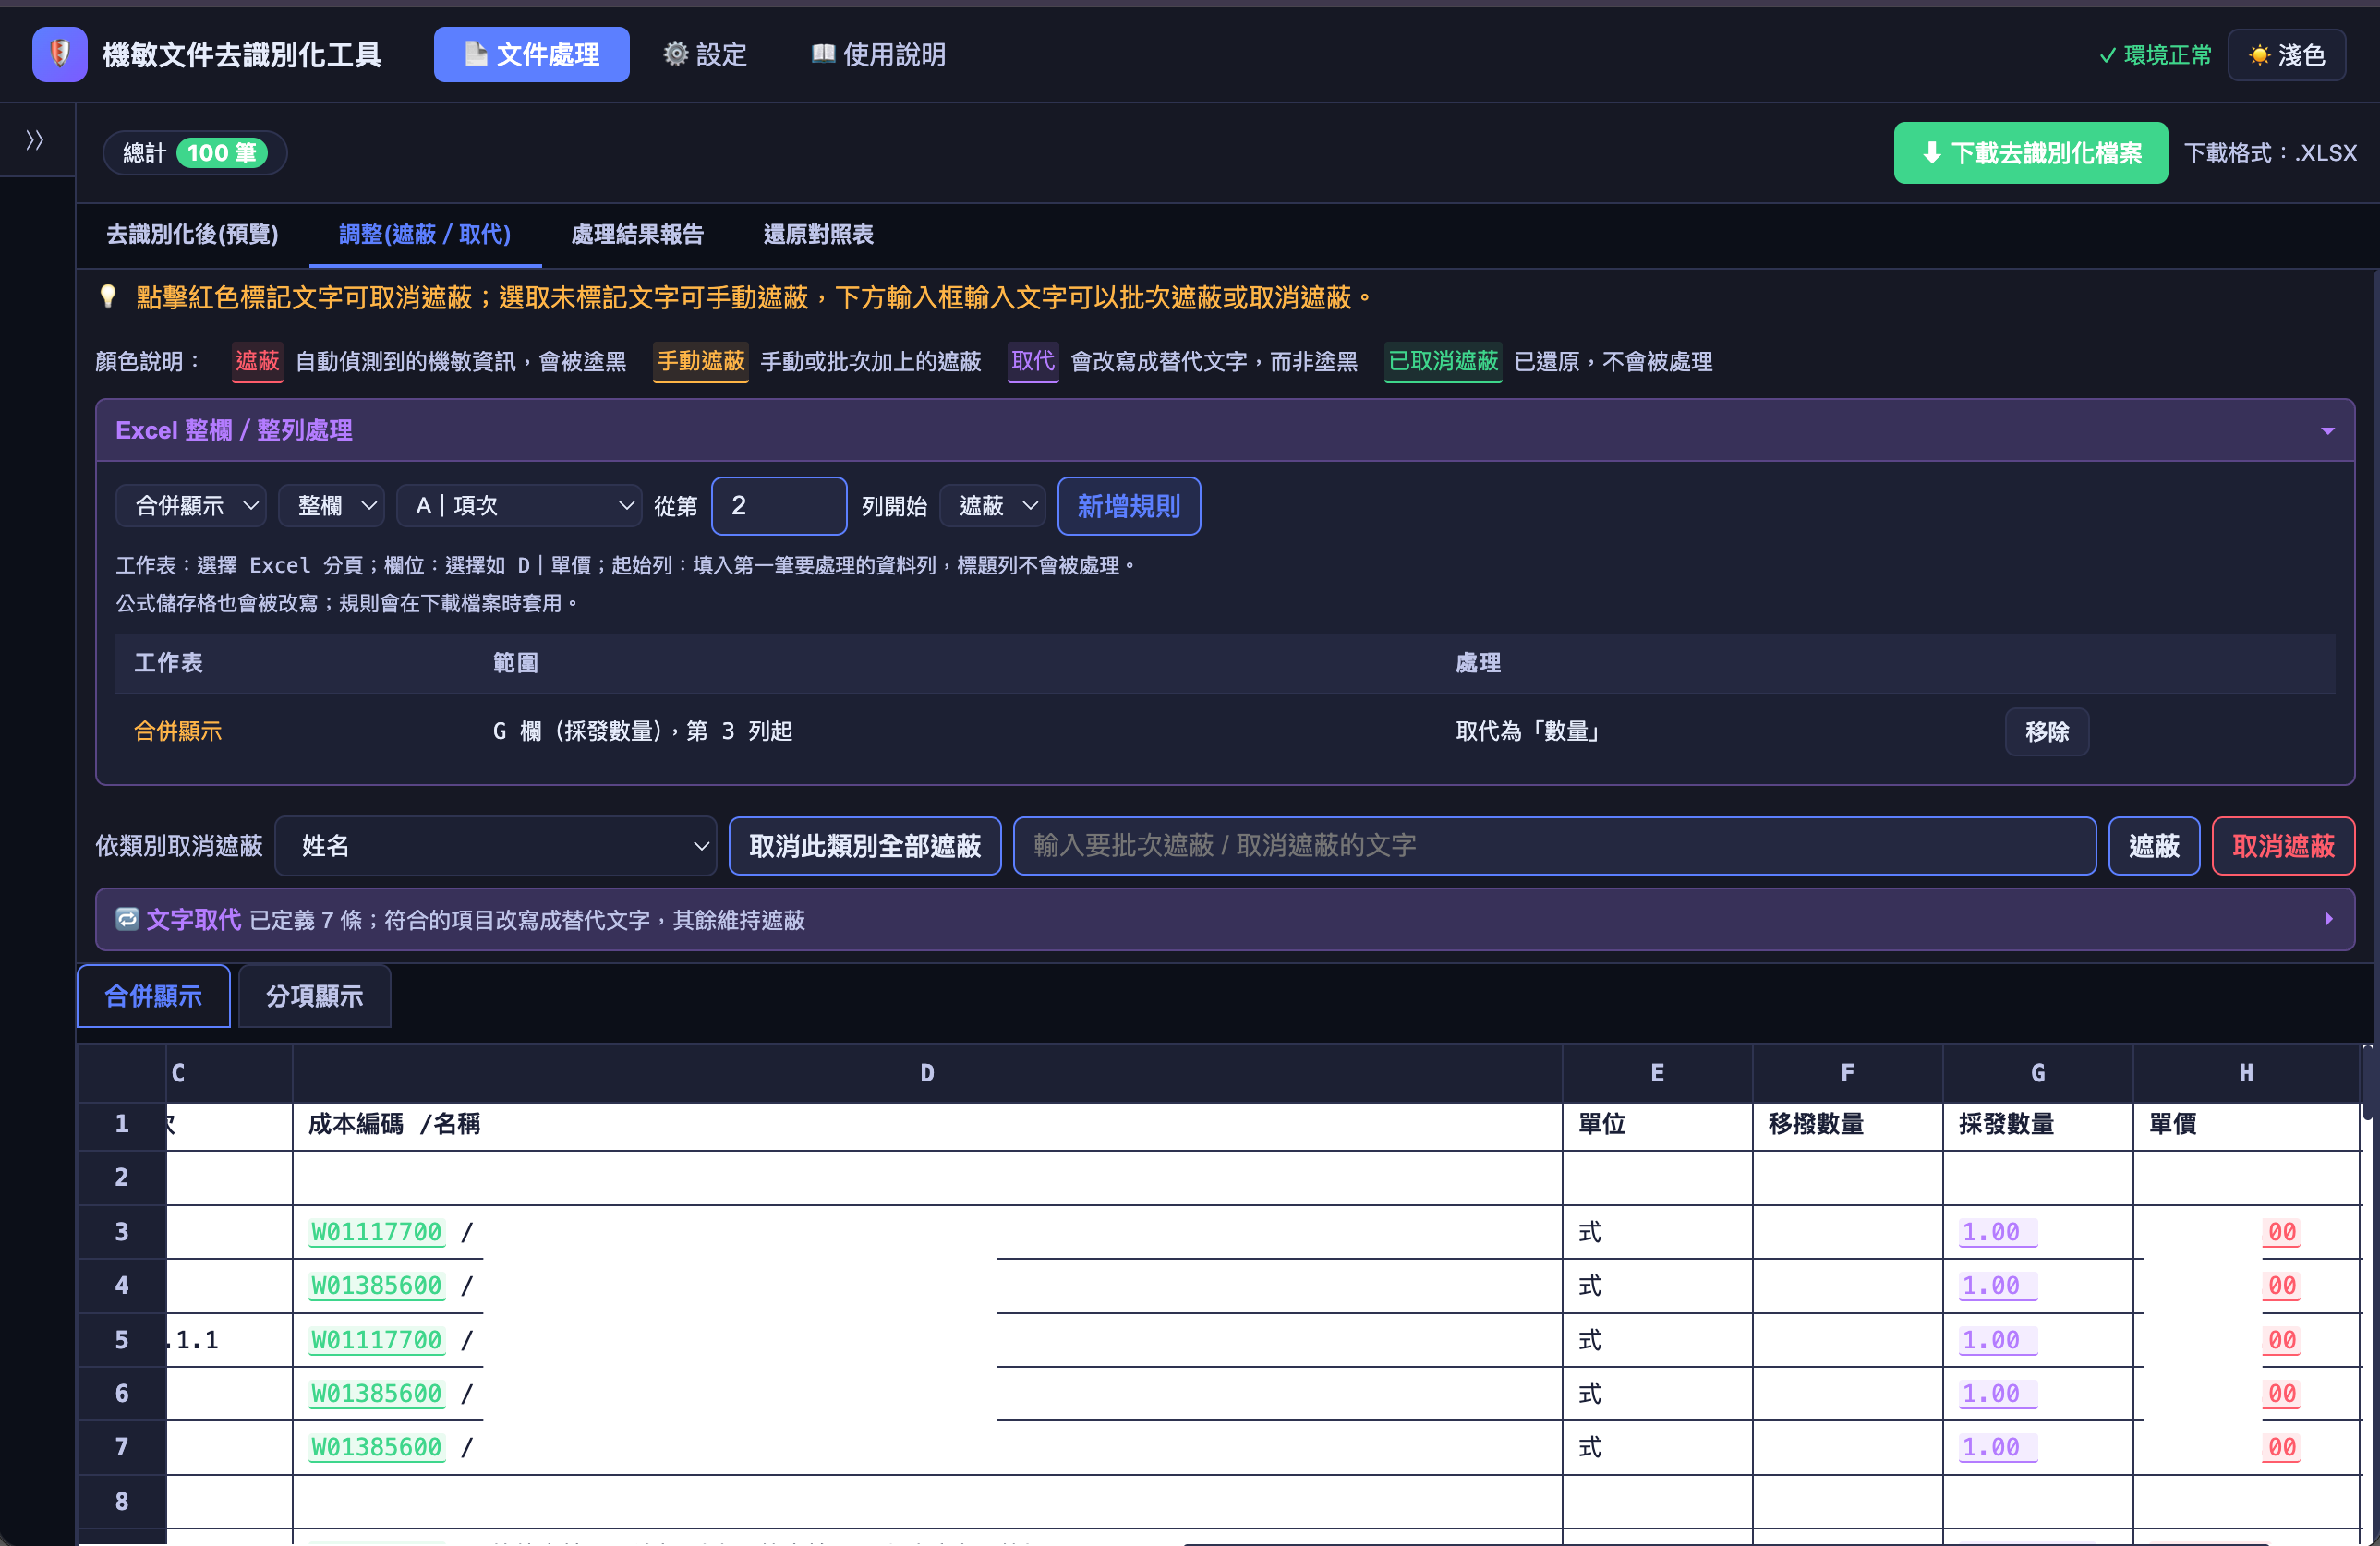 機敏文件去識別化工具 文件處理 設定 使用說明 ✓ 環境正常 淺色
總計 100 筆 下載去識別化檔案 下載格式：.XLSX
去識別化後(預覽) 調整(遮蔽 / 取代) 處理結果報告 還原對照表
點擊紅色標記文字可取消遮蔽；選取未標記文字可手動遮蔽，下方輸入框輸入文字可以批次遮蔽或取消遮蔽。
顏色說明： 遮蔽 自動偵測到的機敏資訊，會被塗黑 手動遮蔽 手動或批次加上的遮蔽 取代 會改寫成替代文字，而非塗黑 已取消遮蔽 已還原，不會被處理
Excel 整欄 / 整列處理
合併顯示 整欄 A｜項次 從第 2 列開始 遮蔽 新增規則
工作表：選擇 Excel 分頁；欄位：選擇如 D｜單價；起始列：填入第一筆要處理的資料列，標題列不會被處理。
公式儲存格也會被改寫；規則會在下載檔案時套用。
工作表 範圍 處理
合併顯示 G 欄（採發數量），第 3 列起 取代為「數量」 移除
依類別取消遮蔽 姓名 取消此類別全部遮蔽 輸入要批次遮蔽 / 取消遮蔽的文字 遮蔽 取消遮蔽
文字取代 已定義 7 條；符合的項目改寫成替代文字，其餘維持遮蔽
合併顯示 分項顯示
C D E F G H
1 成本編碼 /名稱 單位 移撥數量 採發數量 單價
2
3 W01117700 / 式 1.00 00
4 W01385600 / 式 1.00 00
5 .1.1 W01117700 / 式 1.00 00
6 W01385600 / 式 1.00 00
7 W01385600 / 式 1.00 00
8